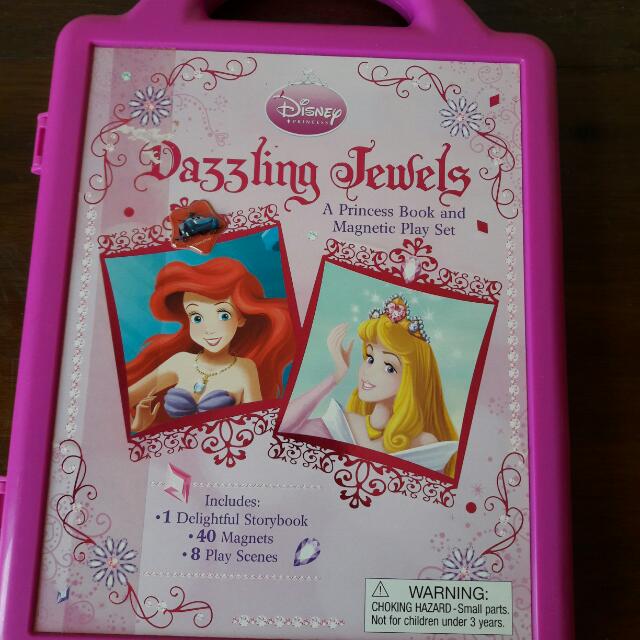 Disney
PRINCESS
Dazzling Jewels
A Princess Book and
Magnetic Play Set
Includes:
•1 Delightful Storybook
•40 Magnets
•8 Play Scenes
WARNING:
CHOKING HAZARD - Small parts.
Not for children under 3 years.